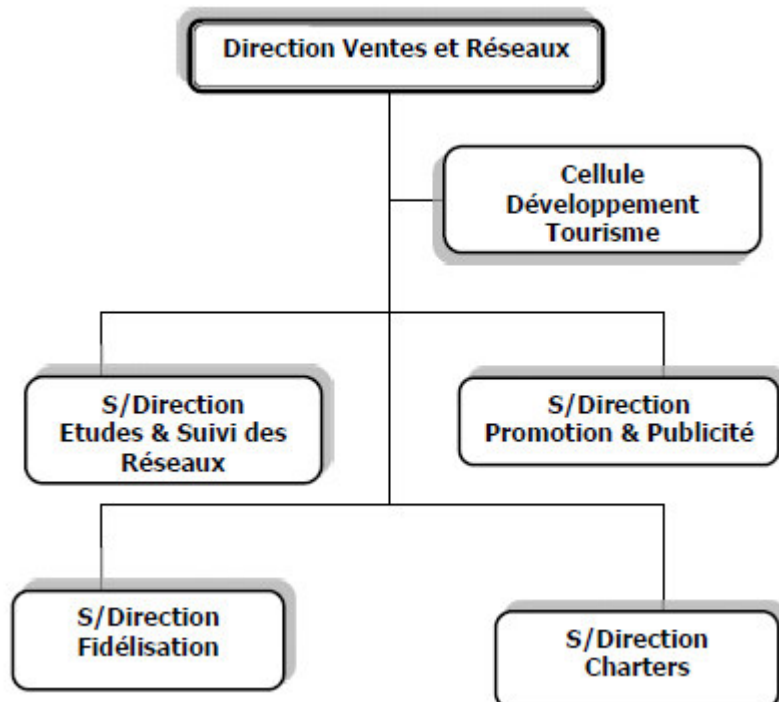 Direction Ventes et Réseaux
Cellule
Développement
Tourisme
S/Direction
Etudes & Suivi des
Réseaux
S/Direction
Promotion & Publicité
S/Direction
Fidélisation
S/Direction
Charters